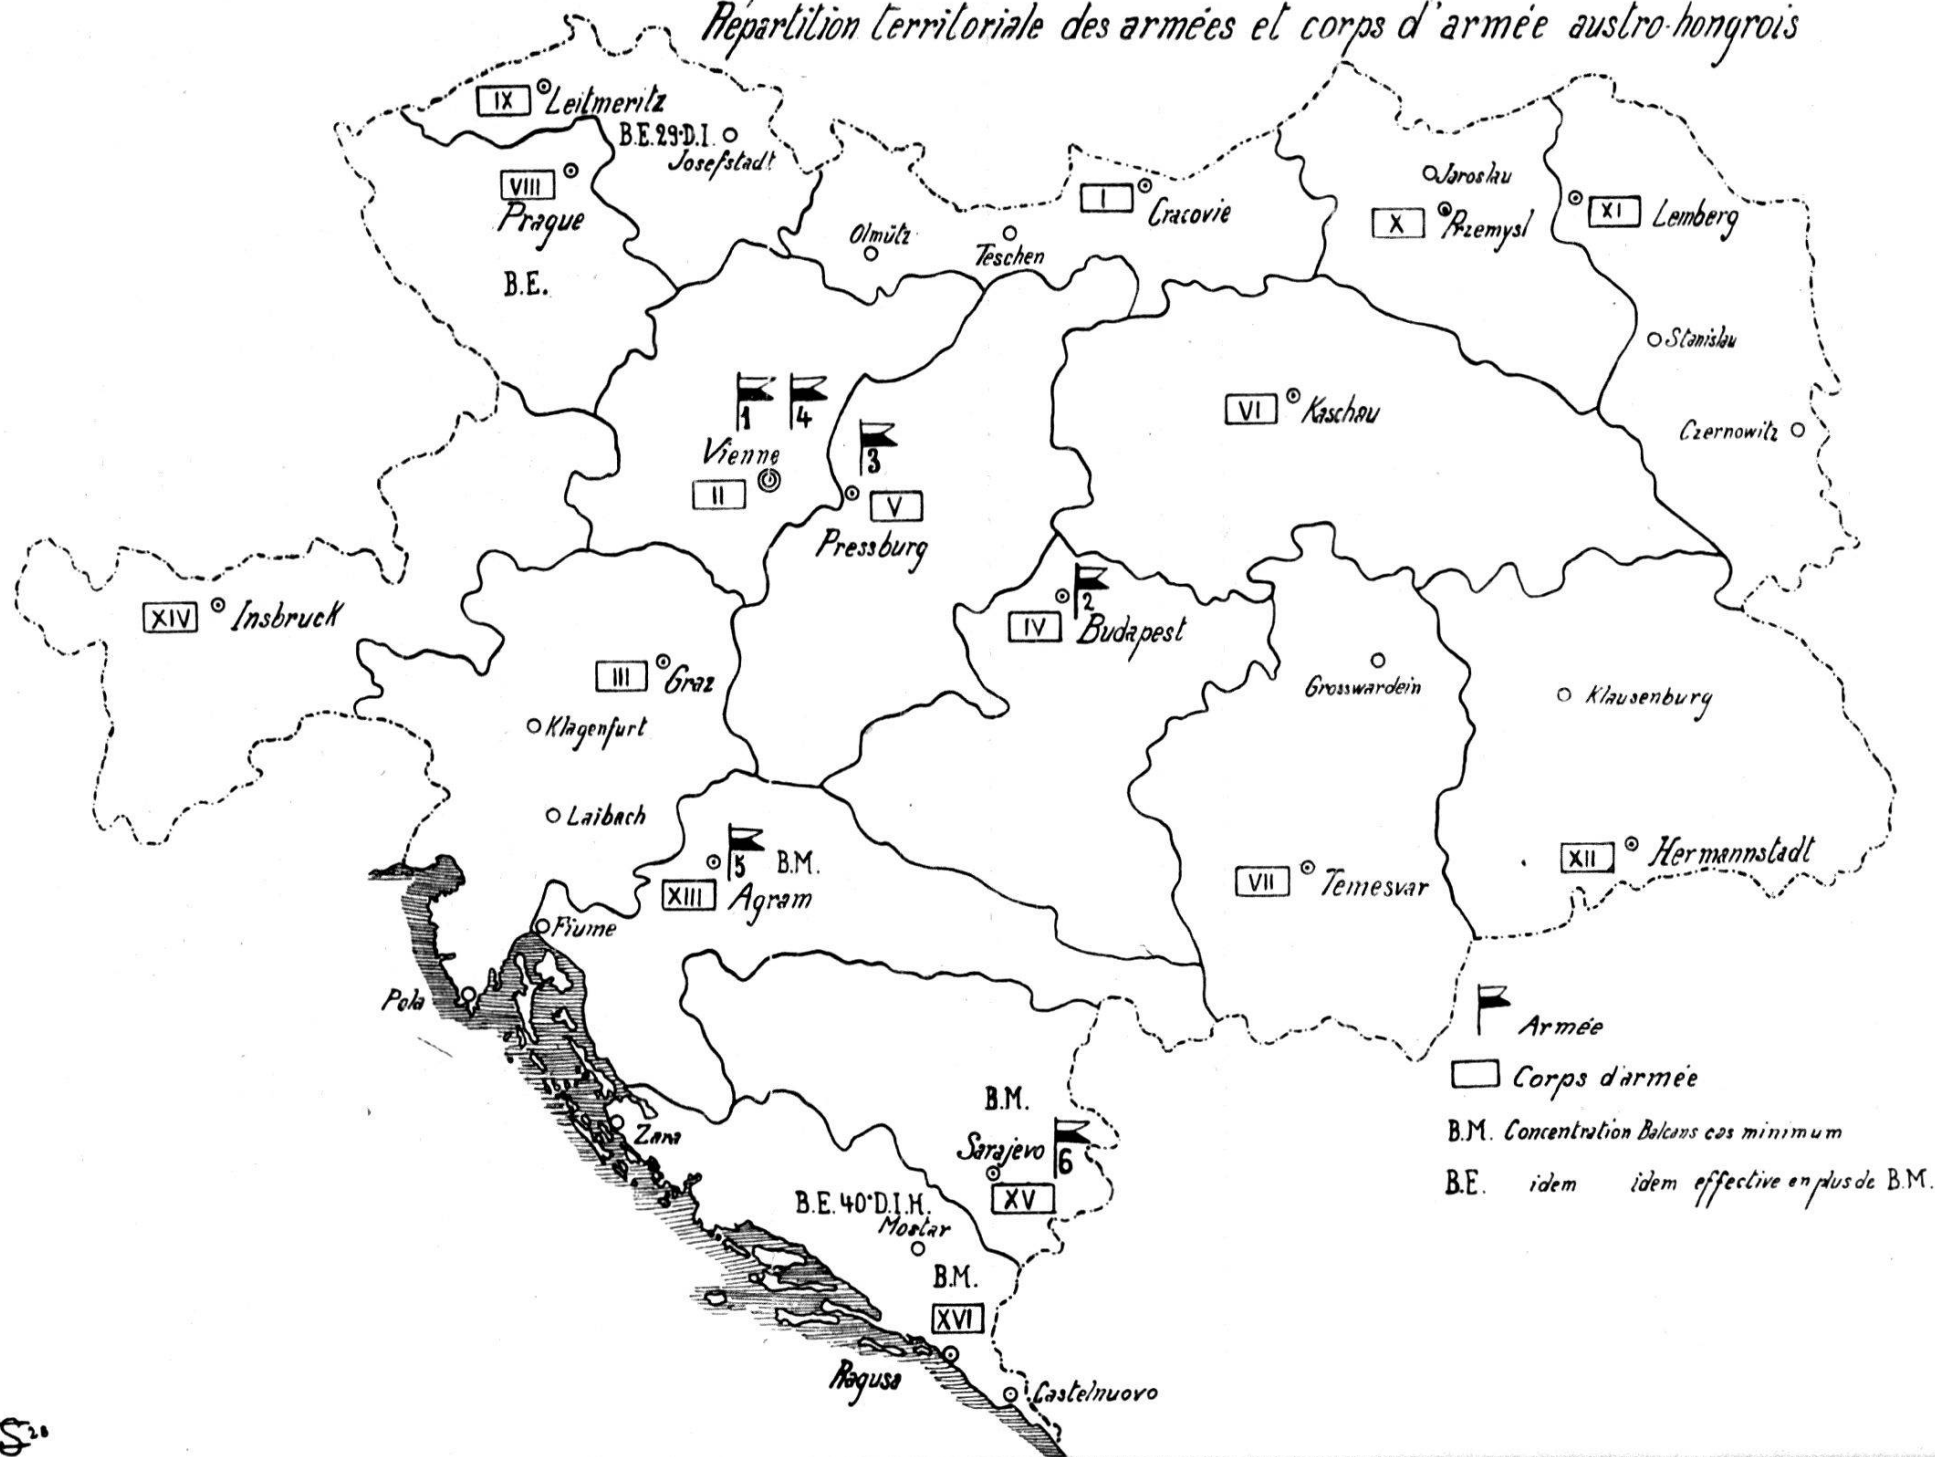 Répartition territoriale des armées et corps d'armée austro-hongrois
IX Leitmeritz
B.E. 29e D.I.
Josefstadt
VIII
Prague
B.E.
Olmütz
Teschen
I
Cracovie
Jaroslau
X Przemysl
XI Lemberg
Stanislau
Czernowitz
1 4
Vienne
II
3
V
Pressburg
VI Kaschau
XIV Insbruck
2
IV Budapest
III Graz
Klagenfurt
Laibach
Grosswardein
Klausenburg
5 B.M.
XIII Agram
VII Temesvar
XII Hermannstadt
Fiume
Pola
Zara
B.M.
Sarajevo 6
XV
B.E. 40e D.I.H.
Mostar
B.M.
XVI
Ragusa
Castelnuovo
Armée
Corps d'armée
B.M. Concentration Balcans cas minimum
B.E. idem idem effective en plus de B.M.
S 28